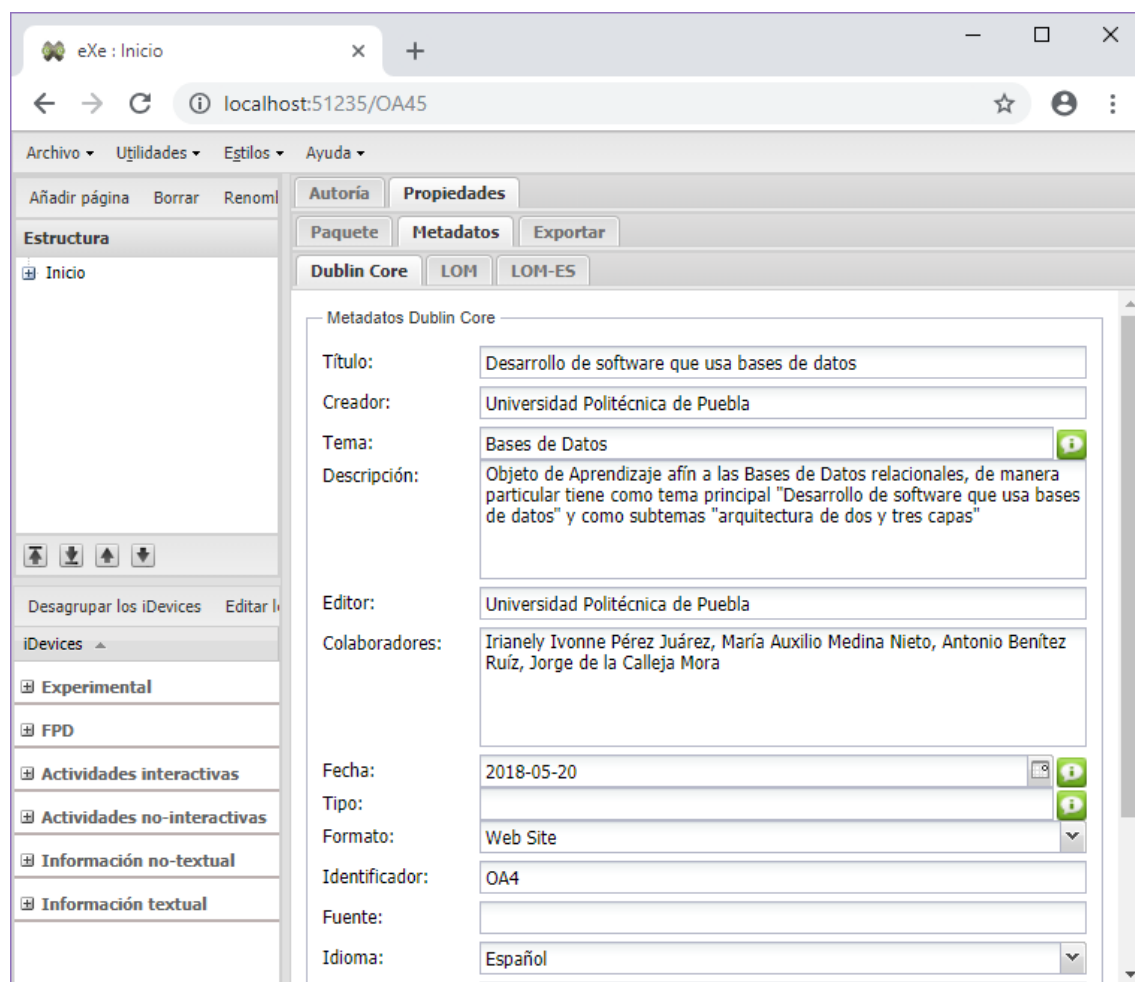 eXe : Inicio
localhost:51235/OA45
Archivo Utilidades Estilos Ayuda
Añadir página Borrar Renoml
Estructura
Inicio
Desagrupar los iDevices Editar l
iDevices
Experimental
FPD
Actividades interactivas
Actividades no-interactivas
Información no-textual
Información textual
Autoría Propiedades
Paquete Metadatos Exportar
Dublin Core LOM LOM-ES
Metadatos Dublin Core
Título: Desarrollo de software que usa bases de datos
Creador: Universidad Politécnica de Puebla
Tema: Bases de Datos
Descripción: Objeto de Aprendizaje afín a las Bases de Datos relacionales, de manera
particular tiene como tema principal "Desarrollo de software que usa bases
de datos" y como subtemas "arquitectura de dos y tres capas"
Editor: Universidad Politécnica de Puebla
Colaboradores: Irianely Ivonne Pérez Juárez, María Auxilio Medina Nieto, Antonio Benítez
Ruíz, Jorge de la Calleja Mora
Fecha: 2018-05-20
Tipo:
Formato: Web Site
Identificador: OA4
Fuente:
Idioma: Español